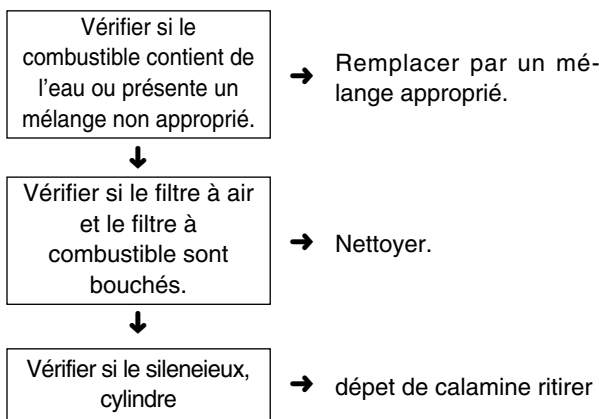 Vérifier si le
combustible contient de
l'eau ou présente un
mélange non approprié.
Remplacer par un mé-
lange approprié.
Vérifier si le filtre à air
et le filtre à
combustible sont
bouchés.
Nettoyer.
Vérifier si le sileneieux,
cylindre
dépet de calamine ritirer